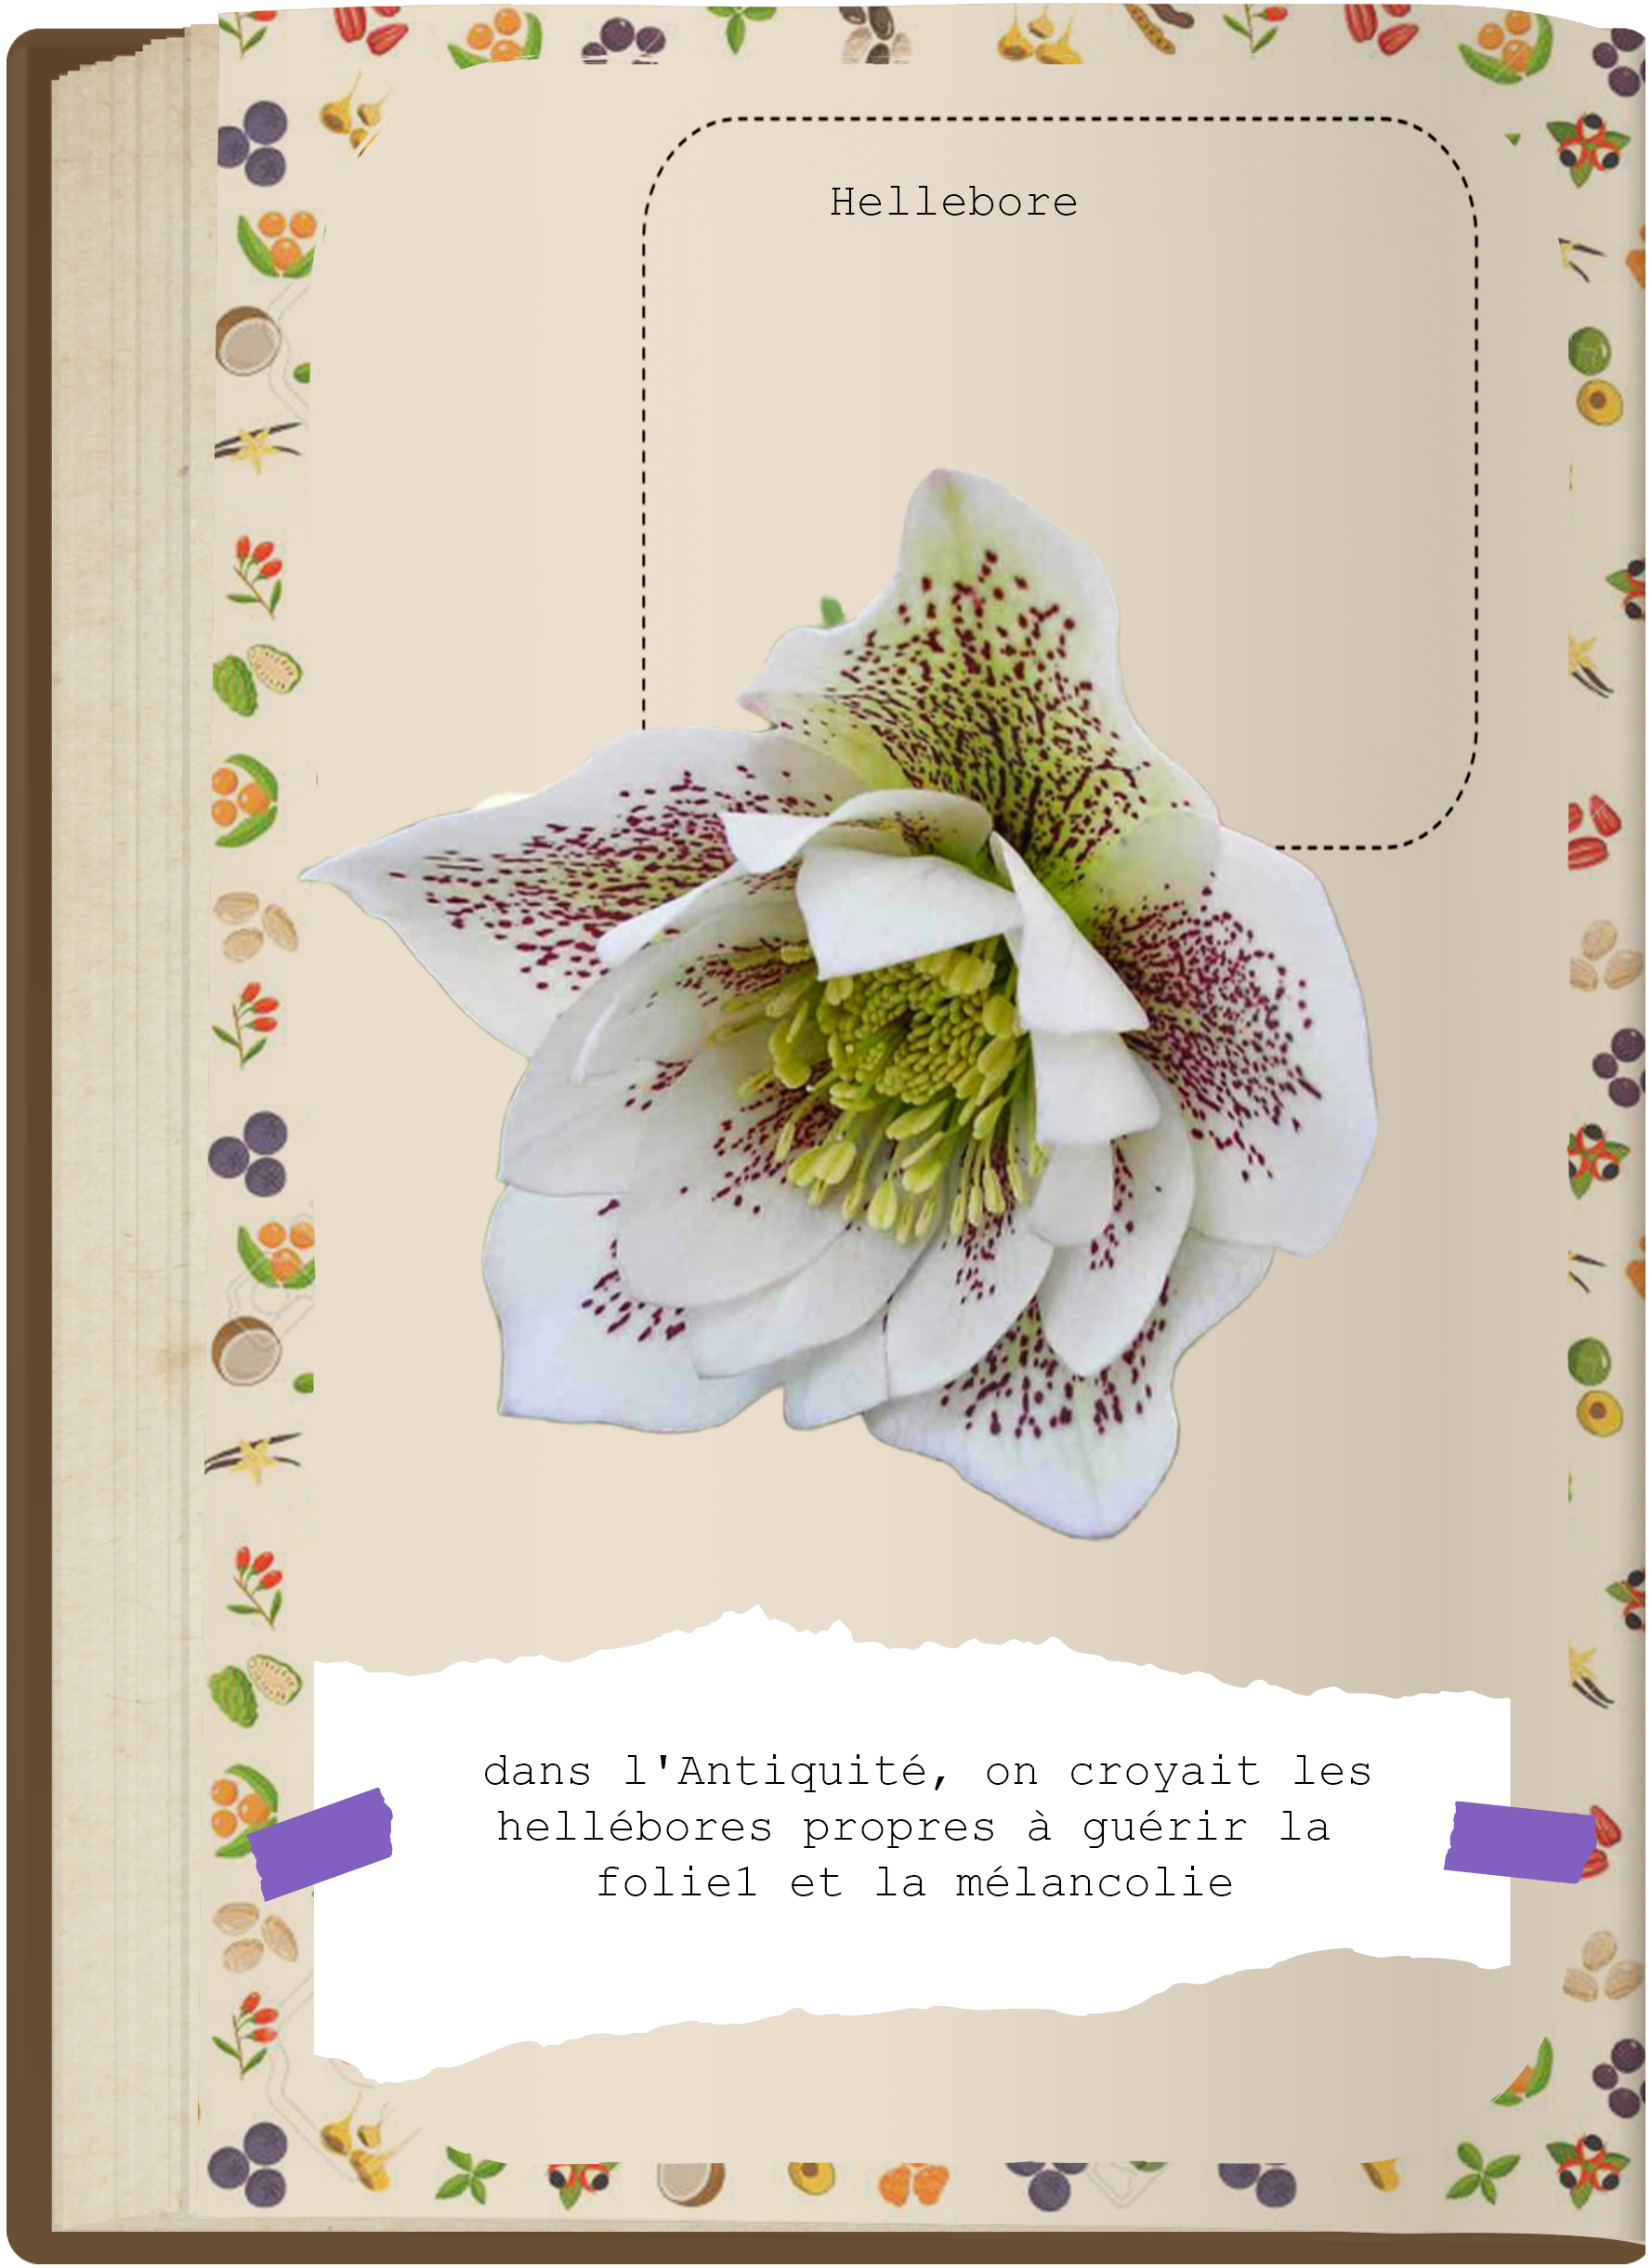 Hellebore
dans l'Antiquité, on croyait les
hellébores propres à guérir la
folie1 et la mélancolie